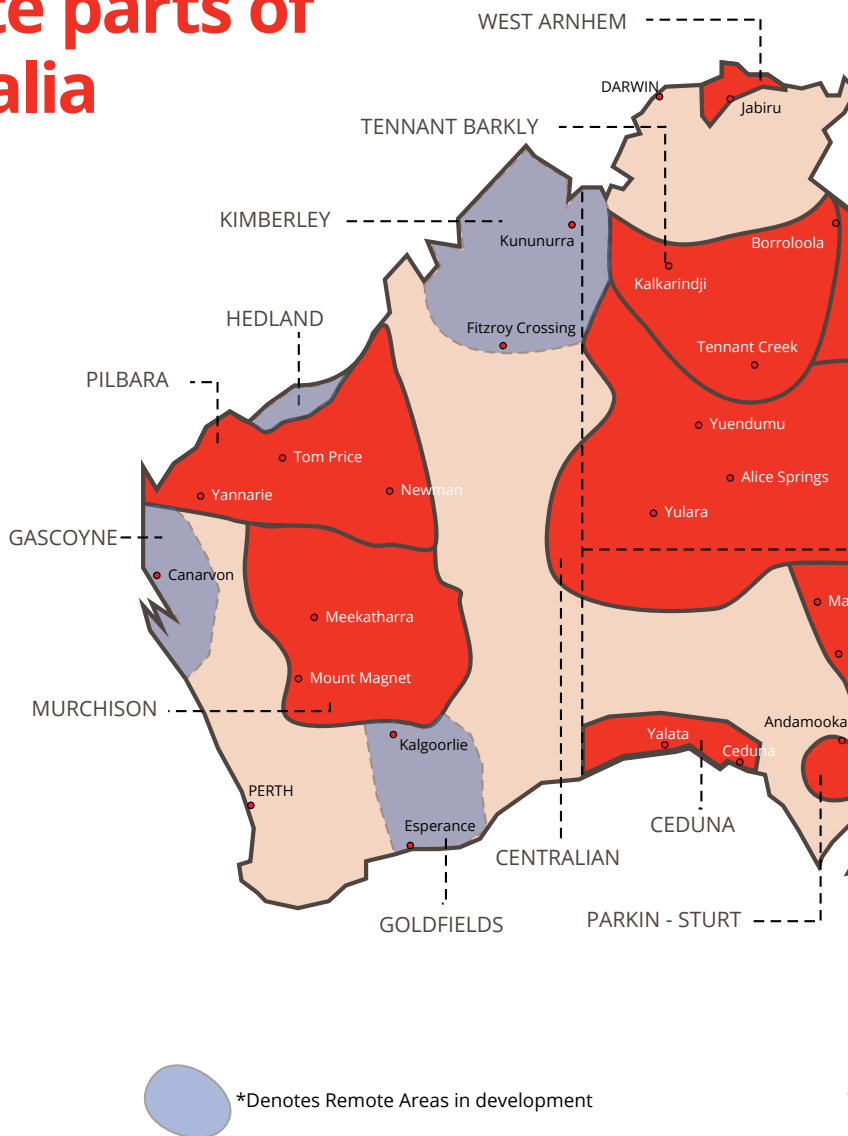 te parts of
alia
WEST ARNHEM
DARWIN
Jabiru
TENNANT BARKLY
KIMBERLEY
Kununurra
Borroloola
Kalkarindji
HEDLAND
Fitzroy Crossing
Tennant Creek
PILBARA
Yuendumu
Tom Price
Alice Springs
Yannarie
Newman
Yulara
GASCOYNE
Canarvon
Ma
Meekatharra
Mount Magnet
MURCHISON
Andamooka
Yalata
Kalgoorlie
Ceduna
PERTH
Esperance
CEDUNA
CENTRALIAN
GOLDFIELDS
PARKIN - STURT
*Denotes Remote Areas in development